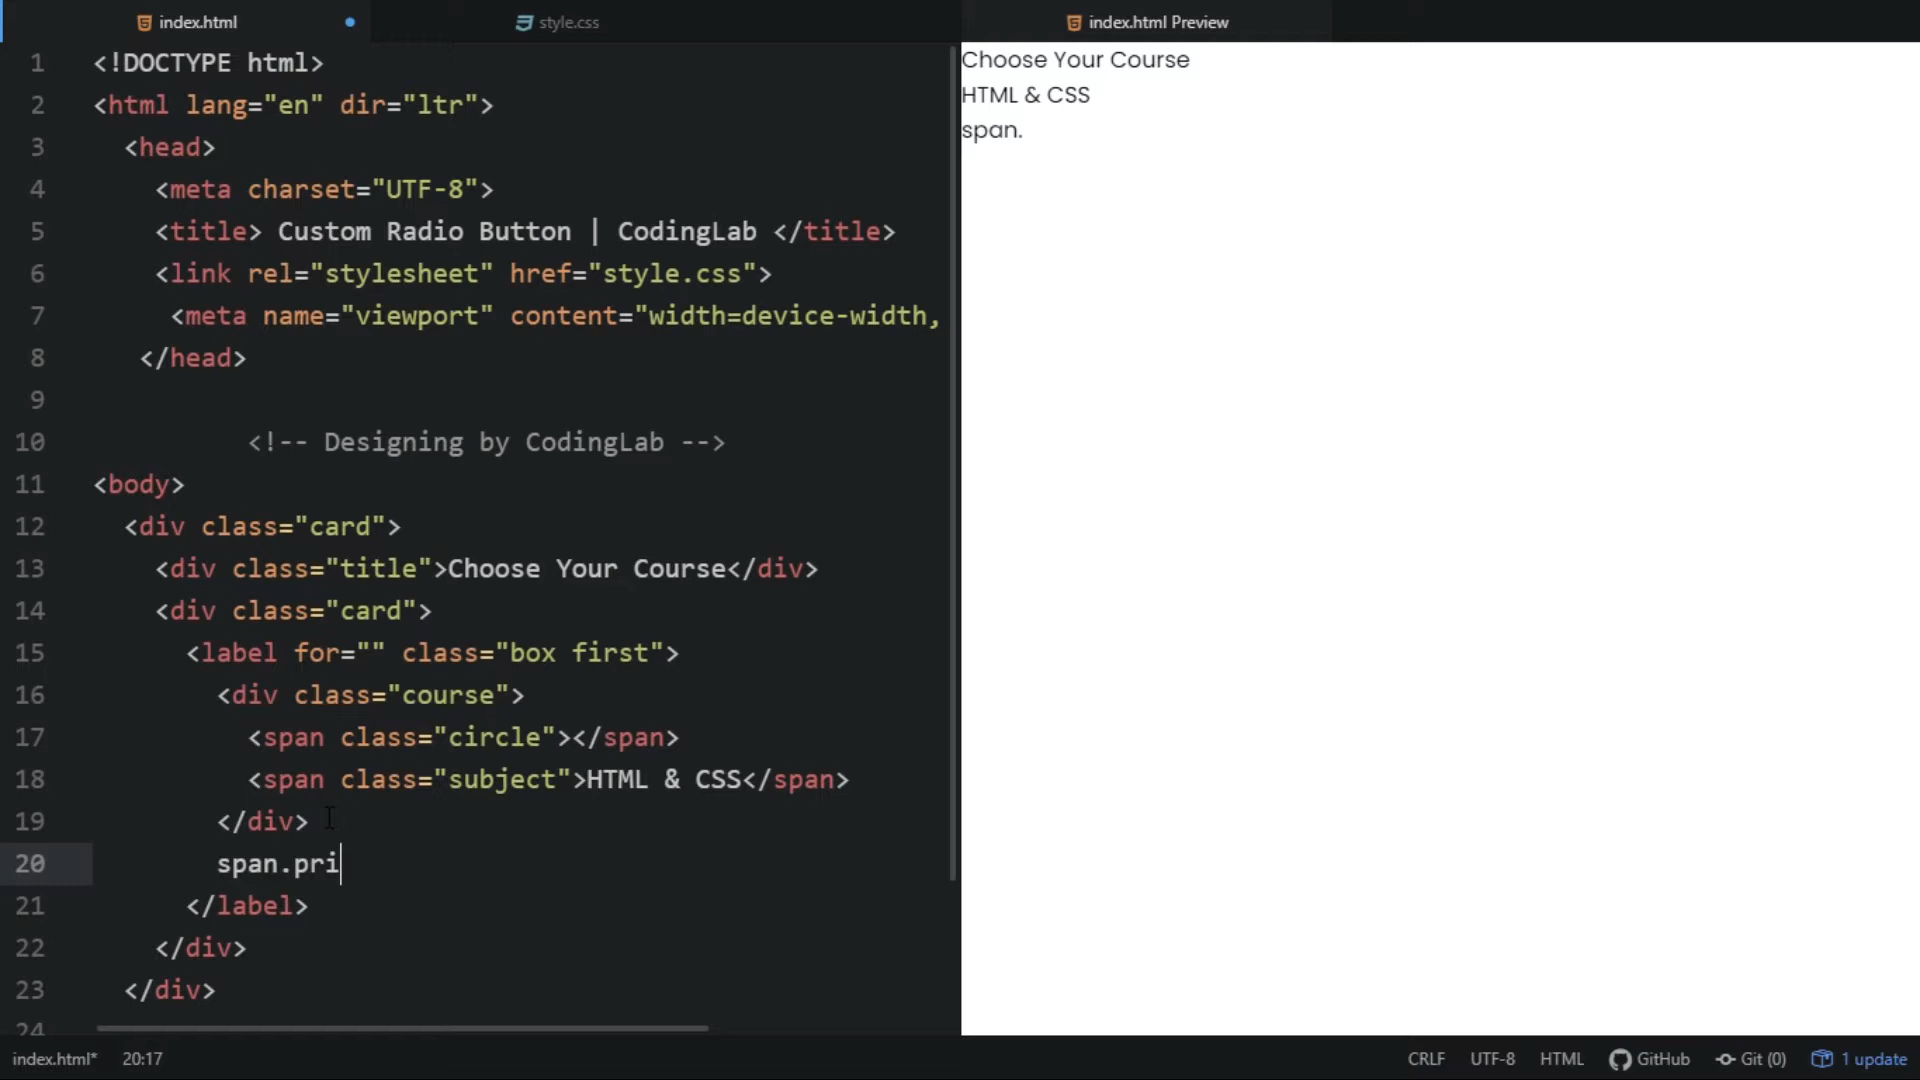 index.html
style.css
index.html Preview
1 <!DOCTYPE html>
2 <html lang="en" dir="ltr">
3 <head>
4 <meta charset="UTF-8">
5 <title> Custom Radio Button | CodingLab </title>
6 <link rel="stylesheet" href="style.css">
7 <meta name="viewport" content="width=device-width,
8 </head>
9
10 <!-- Designing by CodingLab -->
11 <body>
12 <div class="card">
13 <div class="title">Choose Your Course</div>
14 <div class="card">
15 <label for="" class="box first">
16 <div class="course">
17 <span class="circle"></span>
18 <span class="subject">HTML & CSS</span>
19 </div>
20 span.pri
21 </label>
22 </div>
23 </div>
24
Choose Your Course
HTML & CSS
span.
index.html* 20:17 CRLF UTF-8 HTML GitHub Git (0) 1 update